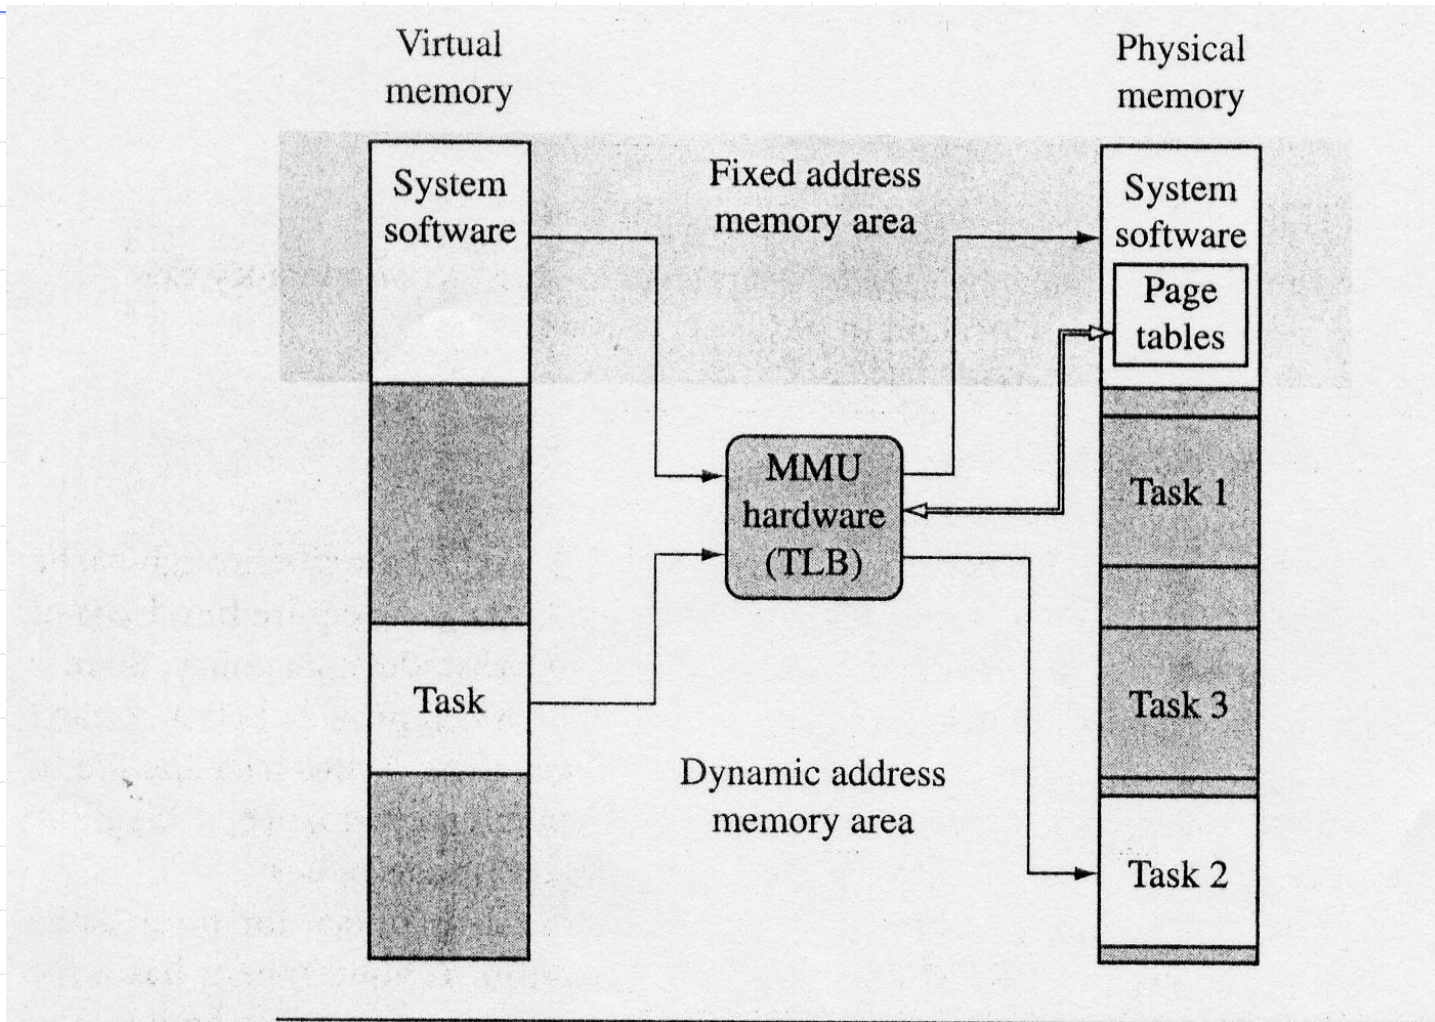 Virtual
memory
Physical
memory
System
software
Fixed address
memory area
System
software
Page
tables
MMU
hardware
(TLB)
Task 1
Task
Task 3
Dynamic address
memory area
Task 2